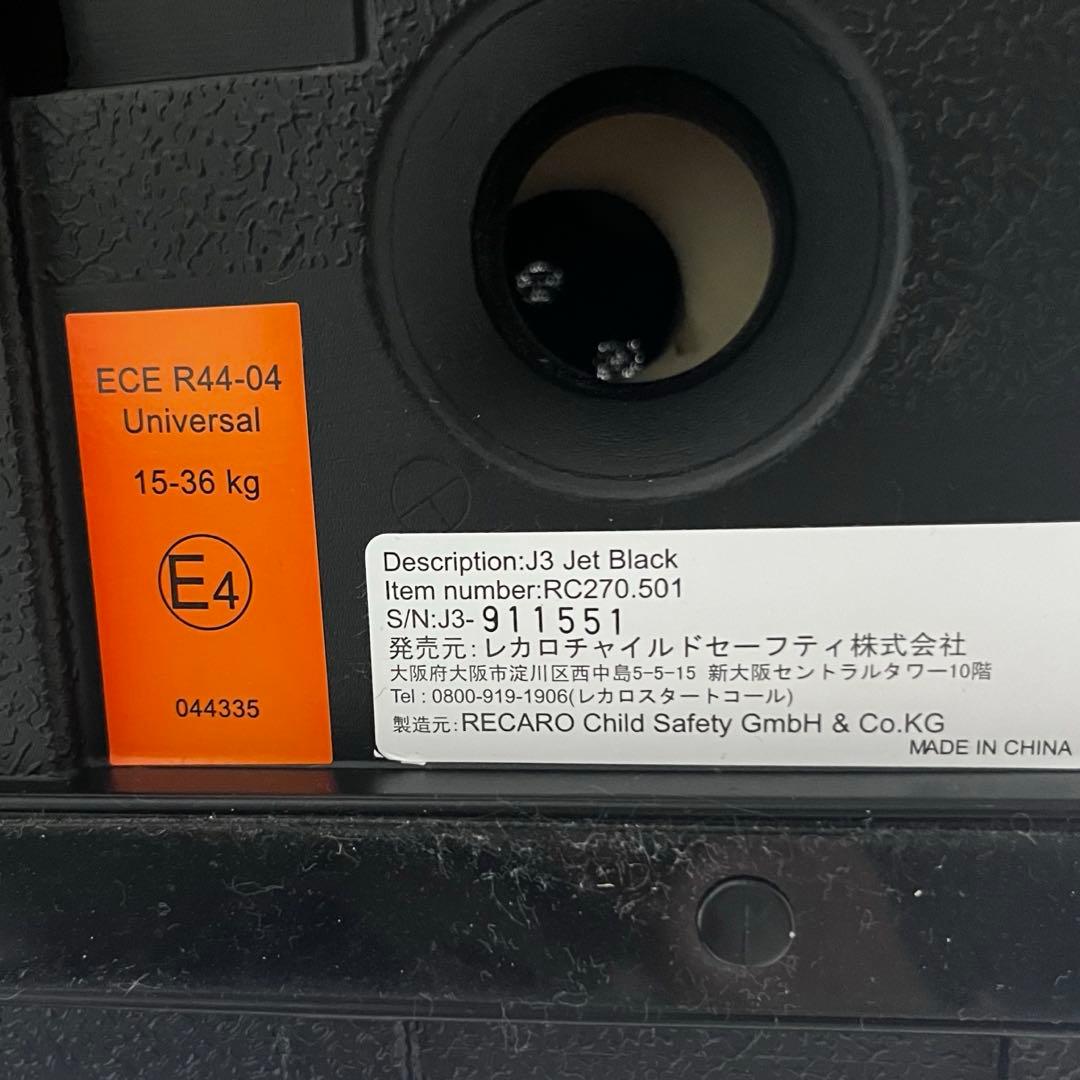 ECE R44-04
Universal
15-36 kg
E4
044335
Description:J3 Jet Black
Item number:RC270.501
S/N:J3-911551
発売元:レカロチャイルドセーフティ株式会社
大阪府大阪市淀川区西中島5-5-15 新大阪セントラルタワー10階
Tel : 0800-919-1906(レカロスタートコール)
製造元:RECARO Child Safety GmbH & Co.KG
MADE IN CHINA